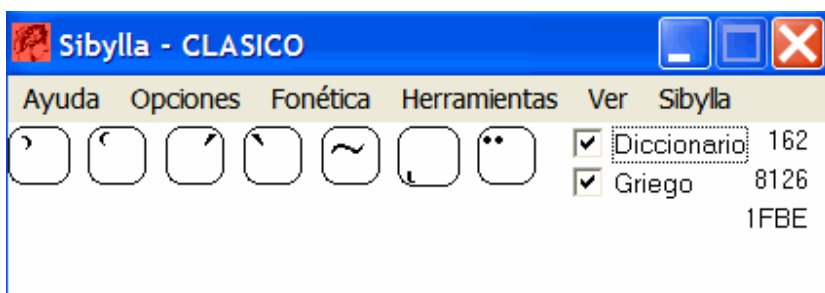 Sibylla - CLASICO
Ayuda Opciones Fonética Herramientas Ver Sibylla
Diccionario 162
Griego 8126
1FBE